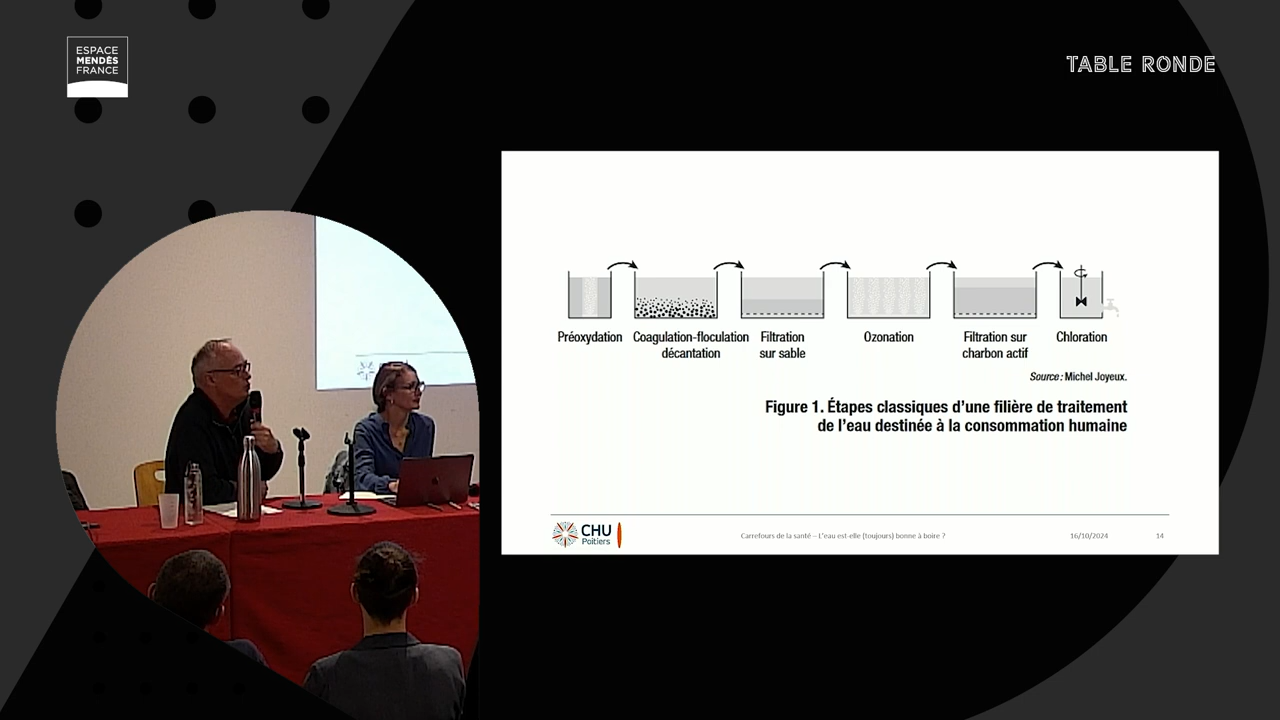 ESPACE
MENDÈS
FRANCE
TABLE RONDE
Préoxydation
Coagulation-floculation
décantation
Filtration
sur sable
Ozonation
Filtration sur
charbon actif
Chloration
Source : Michel Joyeux.
Figure 1. Étapes classiques d’une filière de traitement
de l’eau destinée à la consommation humaine
CHU
Poitiers
Carrefours de la santé – L’eau est-elle (toujours) bonne à boire ?
16/10/2024
14